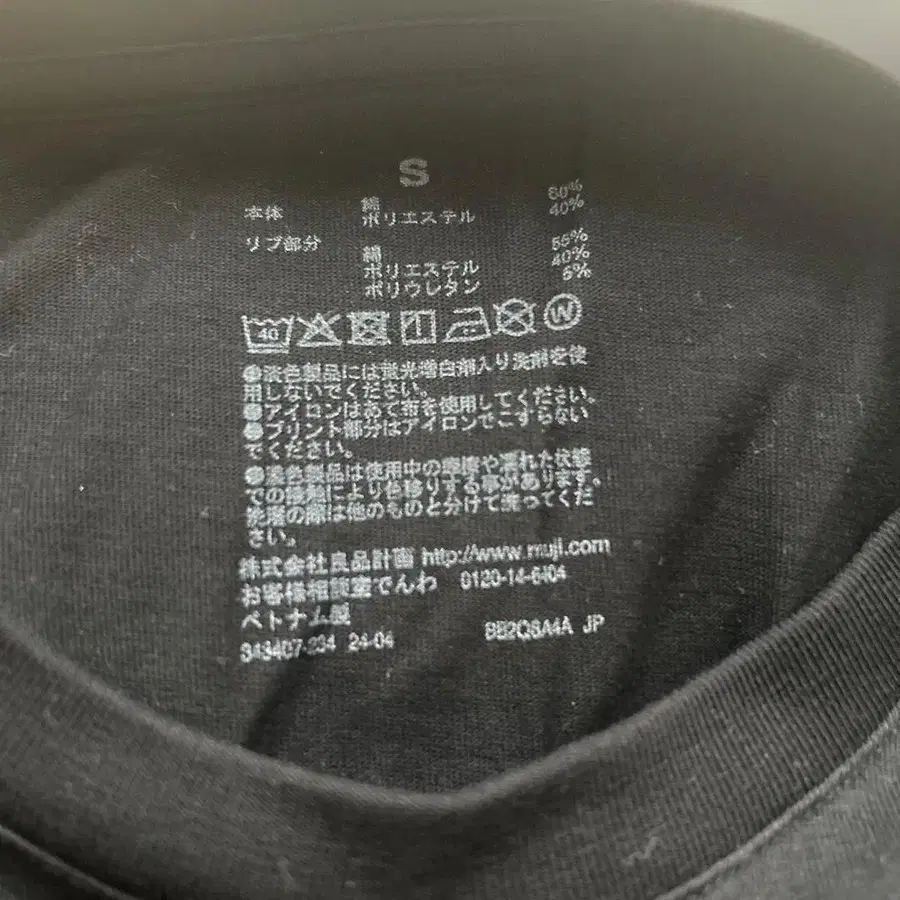 S
本体 綿 60%
ポリエステル 40%
リブ部分 綿 55%
ポリエステル 40%
ポリウレタン 5%
40 W
●淡色製品には蛍光増白剤入り洗剤を使
用しないでください。
●アイロンはあて布を使用してください。
●プリント部分はアイロンでこすらない
でください。
●濃色製品は使用中の摩擦や濡れた状態
での接触により色移りする事があります。
洗濯の際は他のものと分けて洗ってくだ
さい。
株式会社良品計画 http://www.muji.com
お客様相談室でんわ 0120-14-6404
ベトナム製
24-04 JP